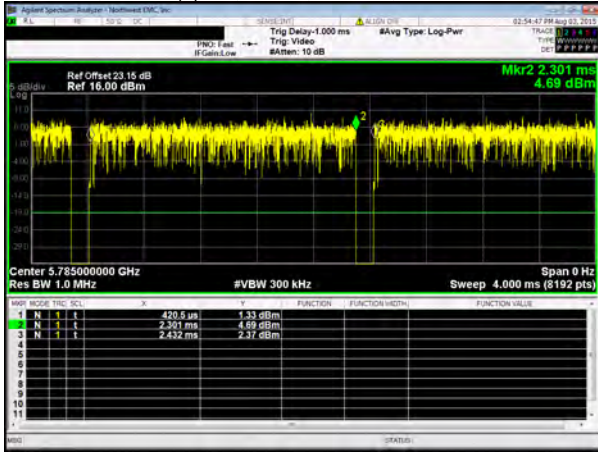 Agilent Spectrum Analyzer - Northwest EMC, Inc
RL RF 50 Ω DC SENSE:INT ALIGN OFF 02:54:47 PM Aug 03, 2015
Trig Delay-1.000 ms #Avg Type: Log-Pwr TRACE 1 2 3 4 5 6
PNO: Fast Trig: Video TYPE
IFGain:Low #Atten: 10 dB DET P P P P P P
Mkr2 2.301 ms
Ref Offset 23.15 dB
5 dB/div Ref 16.00 dBm 4.69 dBm
Log
11.0
6.00
2
1.00
-4.00
-9.00
-14.0
-19.0
-24.0
-29.0
Center 5.785000000 GHz Span 0 Hz
Res BW 1.0 MHz #VBW 300 kHz Sweep 4.000 ms (8192 pts)
MKR MODE TRC SCL X Y FUNCTION FUNCTION WIDTH FUNCTION VALUE
1 N 1 t 420.5 us 1.33 dBm
2 N 1 t 2.301 ms 4.69 dBm
3 N 1 t 2.432 ms 2.37 dBm
4
5
6
7
8
9
10
11
MSG STATUS